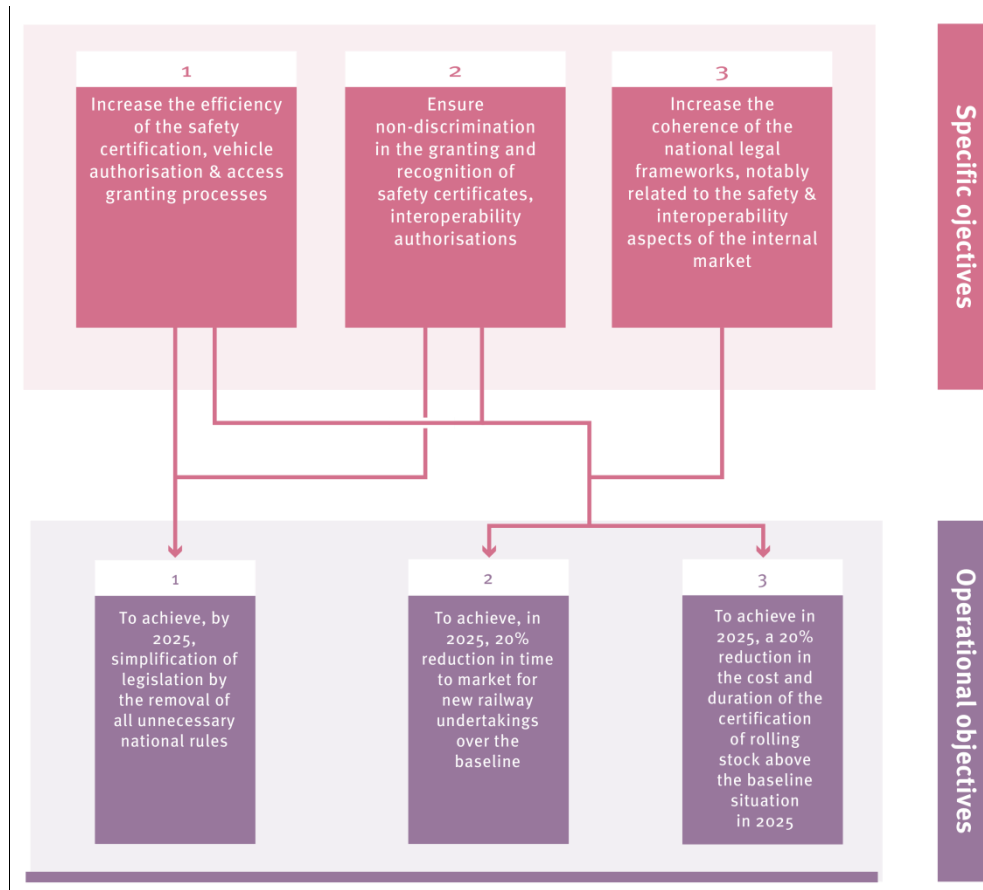 1
Increase the efficiency
of the safety
certification, vehicle
authorisation & access
granting processes
2
Ensure
non-discrimination
in the granting and
recognition of
safety certificates,
interoperability
authorisations
3
Increase the
coherence of the
national legal
frameworks, notably
related to the safety &
interoperability
aspects of the internal
market
Specific ojectives
1
To achieve, by
2025,
simplification of
legislation by
the removal of
all unnecessary
national rules
2
To achieve, in
2025, 20%
reduction in time
to market for
new railway
undertakings
over the
baseline
3
To achieve in
2025, a 20%
reduction in
the cost and
duration of the
certification
of rolling
stock above
the baseline
situation
in 2025
Operational objectives